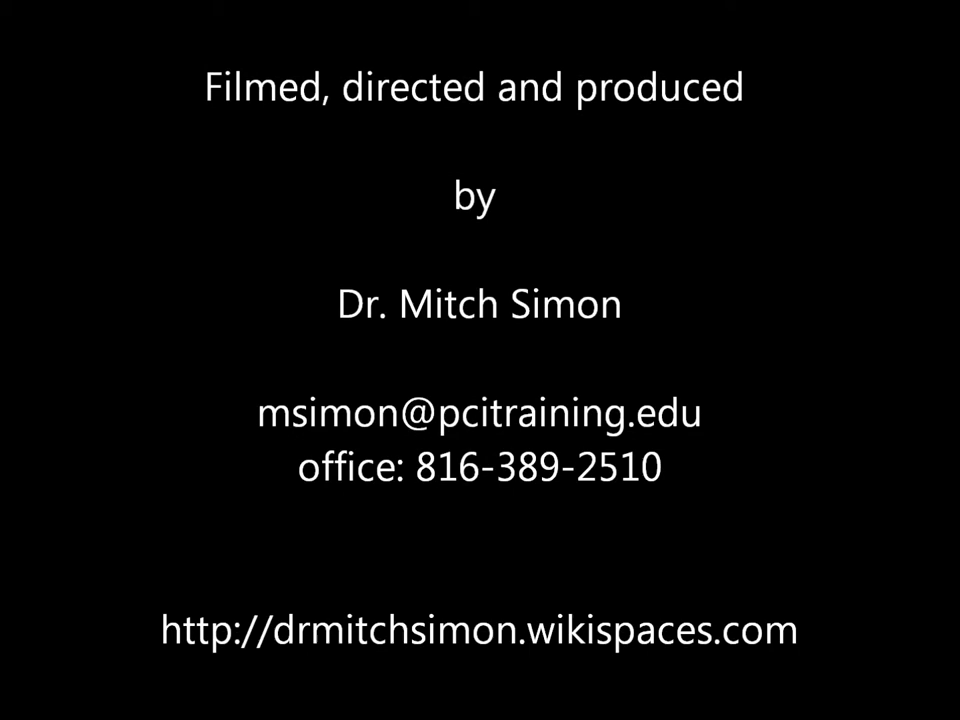 Filmed, directed and produced
by
Dr. Mitch Simon
msimon@pcitraining.edu
office: 816-389-2510
http://drmitchsimon.wikispaces.com